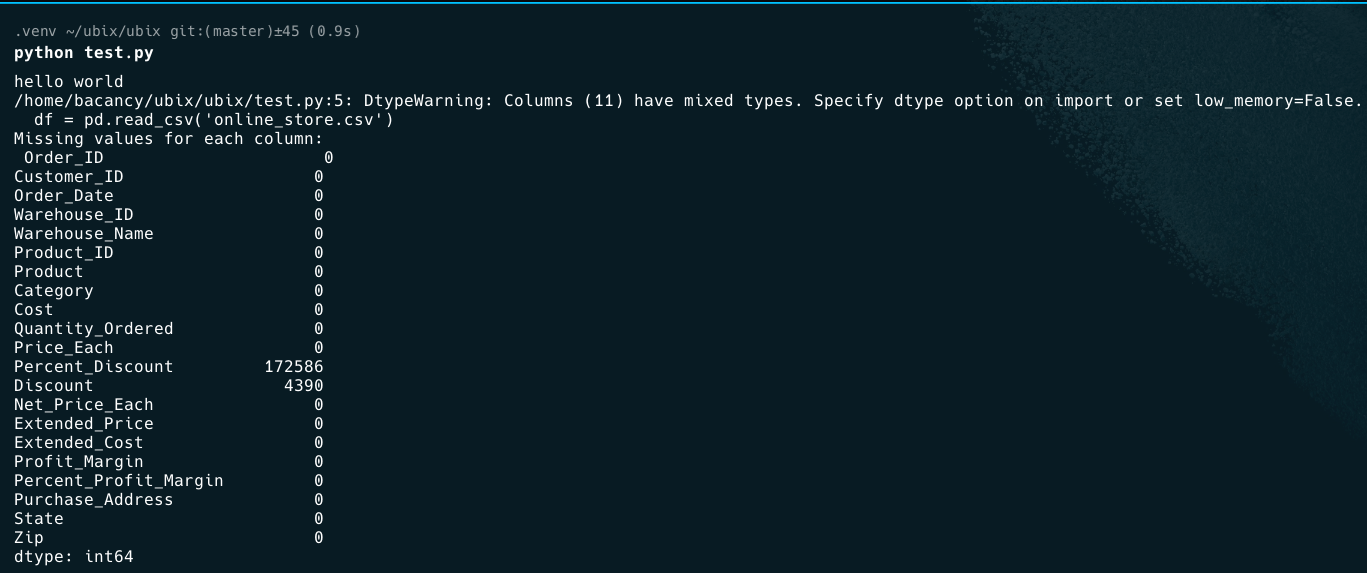 .venv ~/ubix/ubix git:(master)±45 (0.9s)
python test.py
hello world
/home/bacancy/ubix/ubix/test.py:5: DtypeWarning: Columns (11) have mixed types. Specify dtype option on import or set low_memory=False.
  df = pd.read_csv('online_store.csv')
Missing values for each column:
 Order_ID                      0
Customer_ID                   0
Order_Date                    0
Warehouse_ID                  0
Warehouse_Name                0
Product_ID                    0
Product                       0
Category                      0
Cost                          0
Quantity_Ordered              0
Price_Each                    0
Percent_Discount         172586
Discount                   4390
Net_Price_Each                0
Extended_Price                0
Extended_Cost                 0
Profit_Margin                 0
Percent_Profit_Margin         0
Purchase_Address              0
State                         0
Zip                           0
dtype: int64